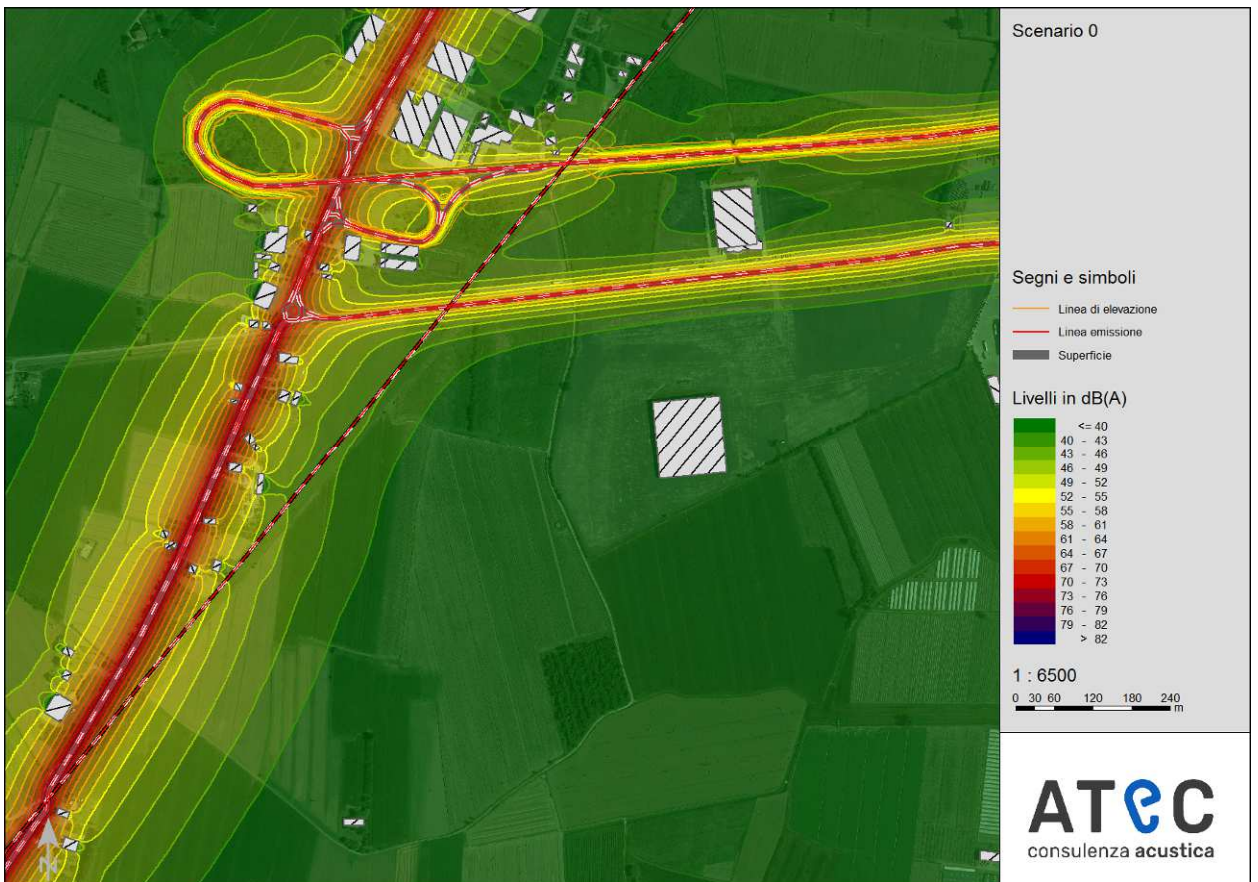 Scenario 0
Segni e simboli
Linea di elevazione
Linea emissione
Superficie
Livelli in dB(A)
<= 40
40 - 43
43 - 46
46 - 49
49 - 52
52 - 55
55 - 58
58 - 61
61 - 64
64 - 67
67 - 70
70 - 73
73 - 76
76 - 79
79 - 82
> 82
1 : 6500
0 30 60 120 180 240
m
ATeC
consulenza acustica
N